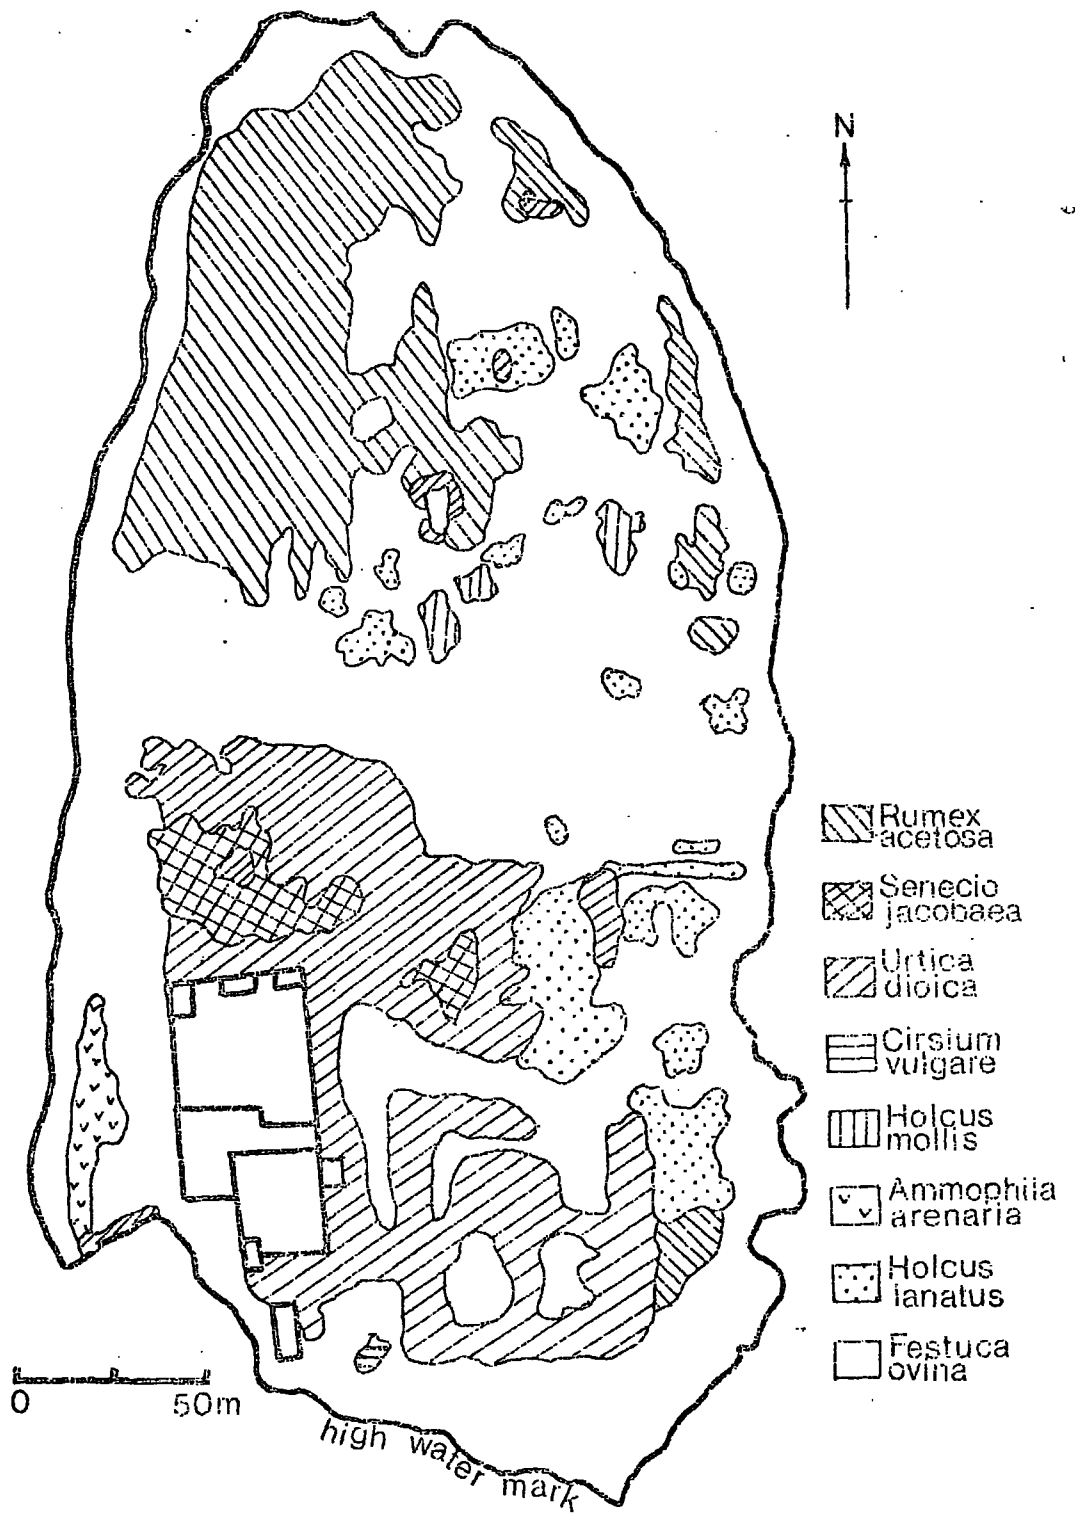 N
Rumex
acetosa
Senecio
jacobaea
Urtica
dioica
Cirsium
vulgare
Holcus
mollis
Ammophila
arenaria
Holcus
lanatus
Festuca
ovina
0 50m
high water mark